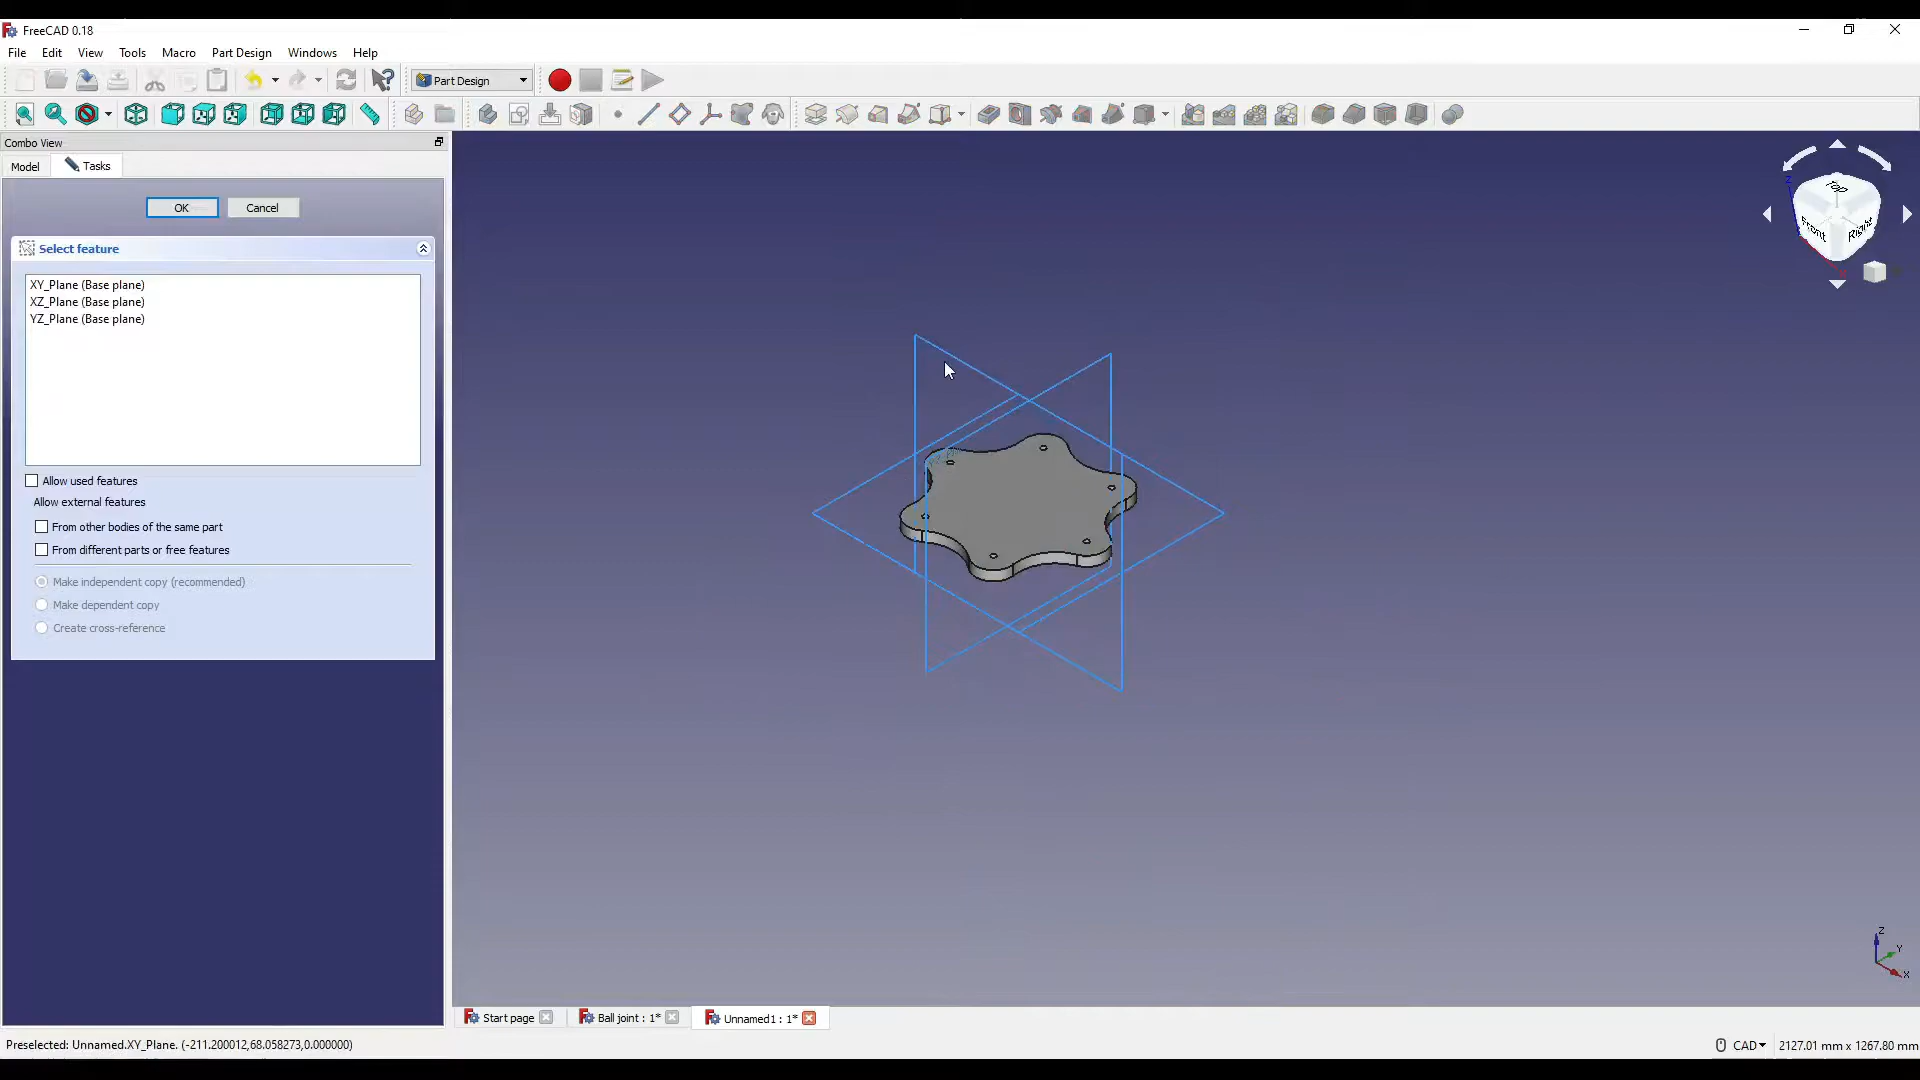 FreeCAD 0.18
File Edit View Tools Macro Part Design Windows Help
Part Design
Combo View
Model Tasks
OK Cancel
Select feature
XY_Plane (Base plane)
XZ_Plane (Base plane)
YZ_Plane (Base plane)
Allow used features
Allow external features
From other bodies of the same part
From different parts or free features
Make independent copy (recommended)
Make dependent copy
Create cross-reference
Top
Front Right
Z
Y
X
Start page Ball joint : 1* Unnamed1 : 1*
Preselected: Unnamed.XY_Plane. (-211.200012,68.058273,0.000000)
CAD 2127.01 mm x 1267.80 mm